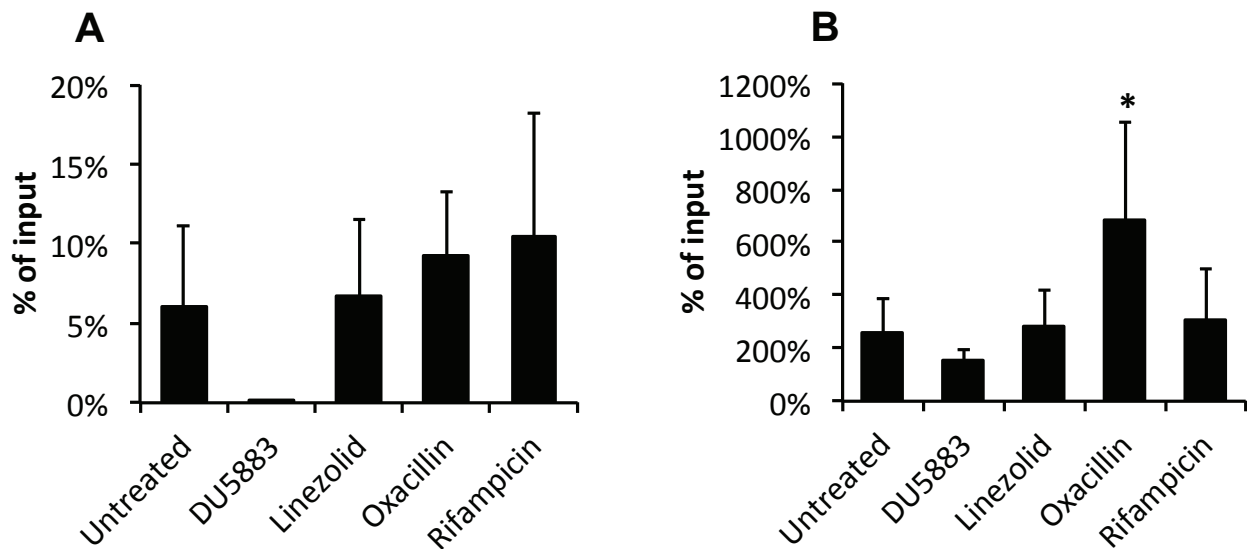 A
% of input
20%
15%
10%
5%
0%
Untreated
DU5883
Linezolid
Oxacillin
Rifampicin
B
% of input
1200%
1000%
800%
600%
400%
200%
0%
*
Untreated
DU5883
Linezolid
Oxacillin
Rifampicin